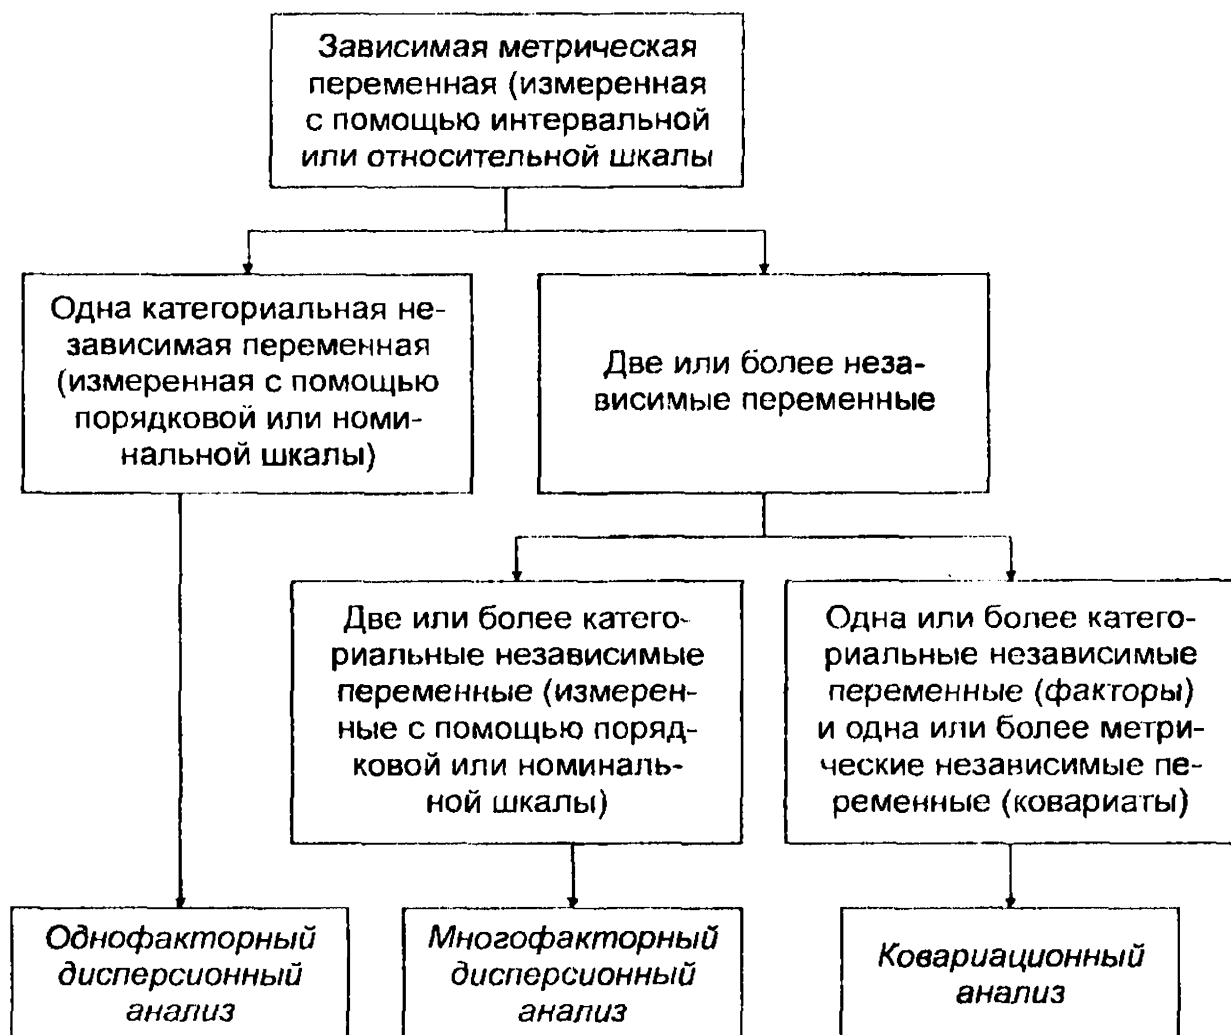 Зависимая метрическая
переменная (измеренная
с помощью интервальной
или относительной шкалы
Одна категориальная не-
зависимая переменная
(измеренная с помощью
порядковой или номи-
нальной шкалы)
Две или более неза-
висимые переменные
Две или более катего-
риальные независимые
переменные (измерен-
ные с помощью поряд-
ковой или номиналь-
ной шкалы)
Одна или более катего-
риальные независимые
переменные (факторы)
и одна или более метри-
ческие независимые пе-
ременные (ковариаты)
Однофакторный
дисперсионный
анализ
Многофакторный
дисперсионный
анализ
Ковариационный
анализ